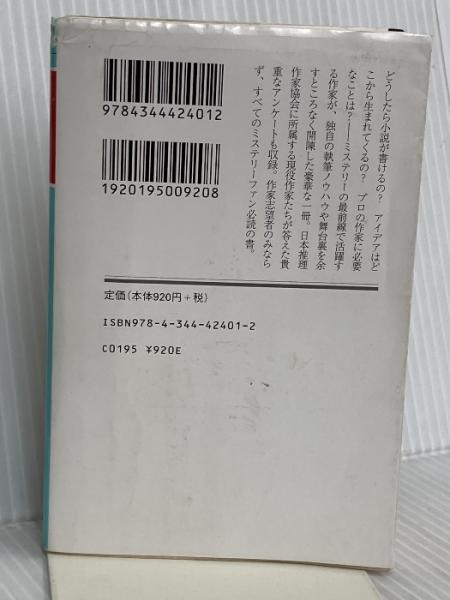 どうしたら小説が書けるの? アイデアはど
こから生まれてくるの? プロの作家に必要
なことは?――ミステリーの最前線で活躍す
る作家が、独自の執筆ノウハウや舞台裏を余
すところなく開陳した豪華な一冊。日本推理
作家協会に所属する現役作家たちが答えた貴
重なアンケートも収録。作家志望者のみなら
ず、すべてのミステリーファン必読の書。
9784344424012
1920195009208
定価(本体920円+税)
ISBN978-4-344-42401-2
C0195 ¥920E